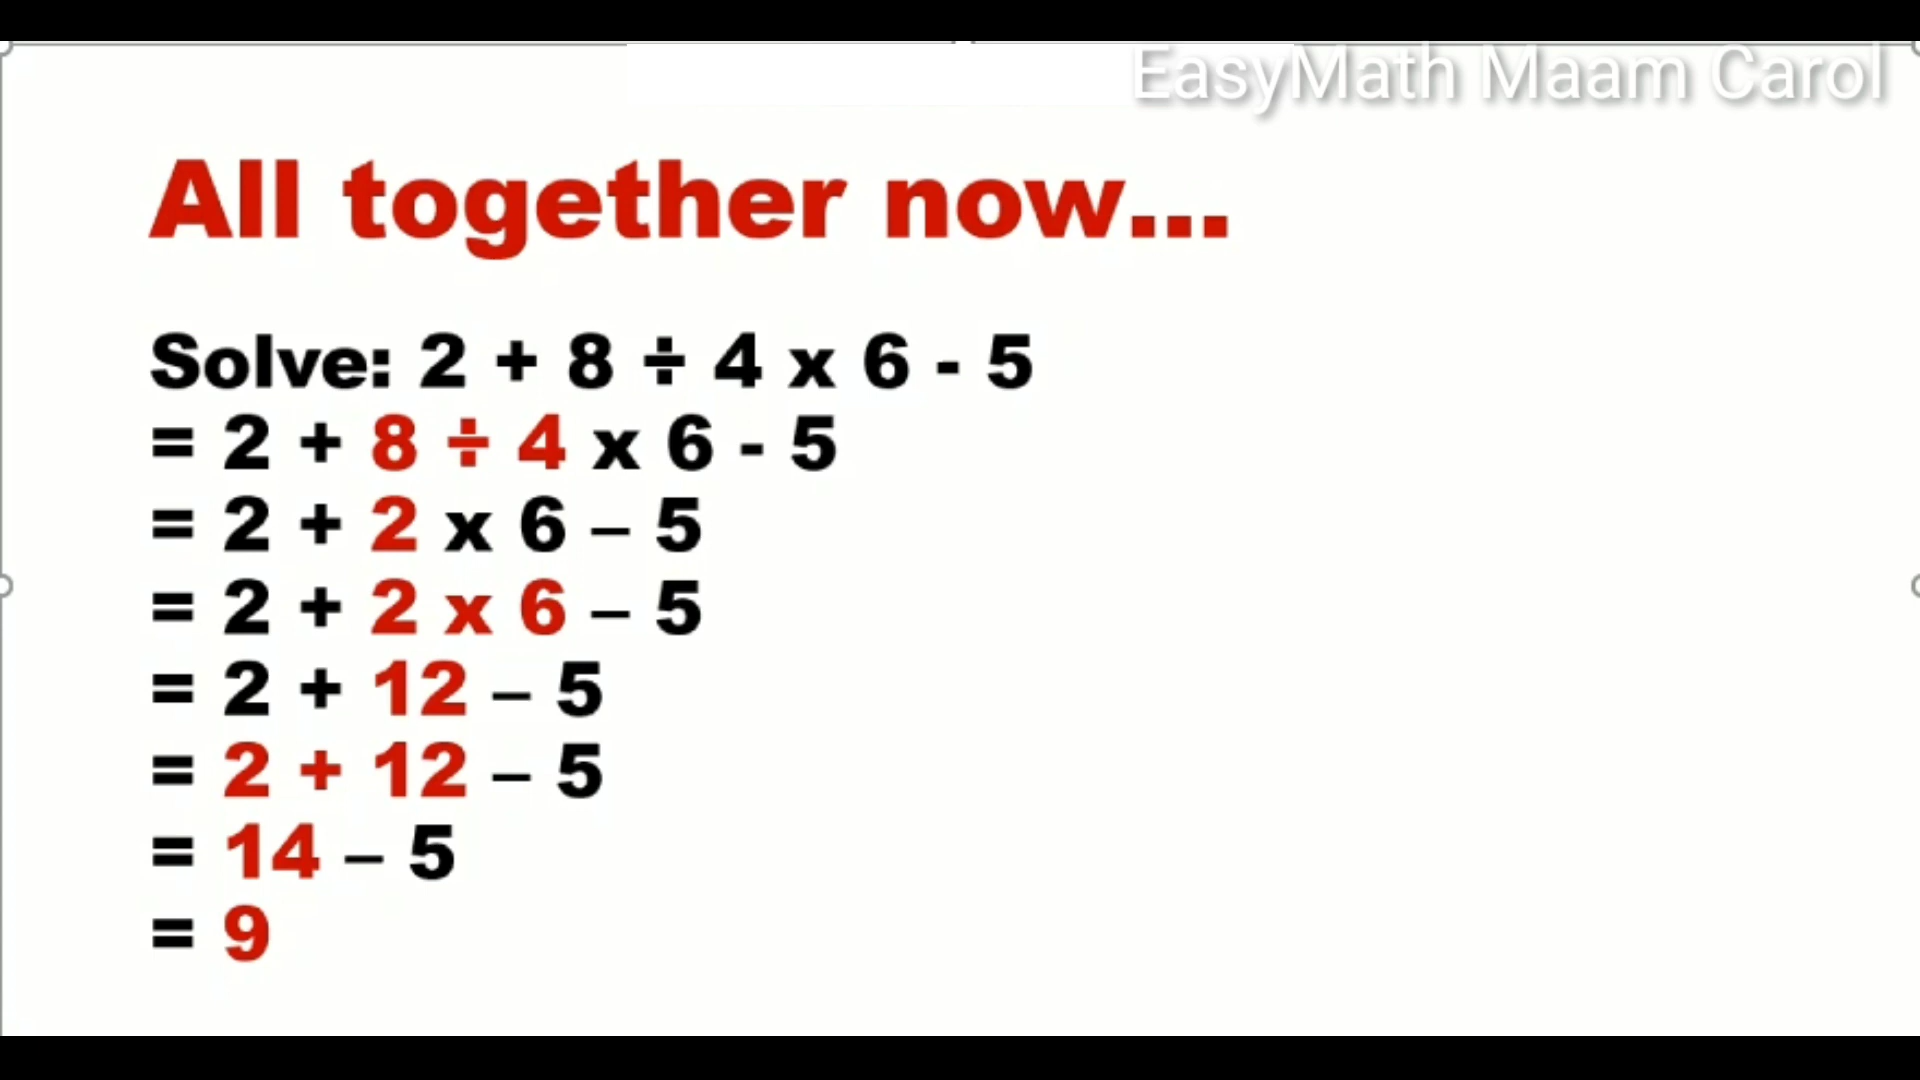 EasyMath Maam Carol
All together now...
Solve: 2 + 8 ÷ 4 x 6 - 5
= 2 + 8 ÷ 4 x 6 - 5
= 2 + 2 x 6 – 5
= 2 + 2 x 6 – 5
= 2 + 12 – 5
= 2 + 12 – 5
= 14 – 5
= 9